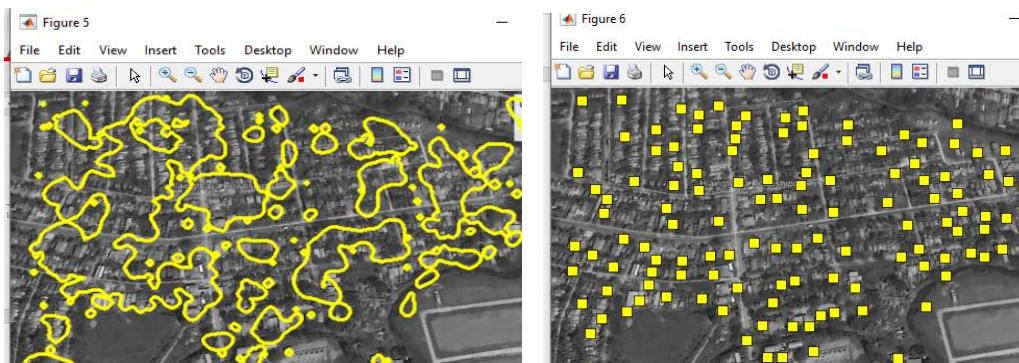 Figure 5
File Edit View Insert Tools Desktop Window Help
Figure 6
File Edit View Insert Tools Desktop Window Help